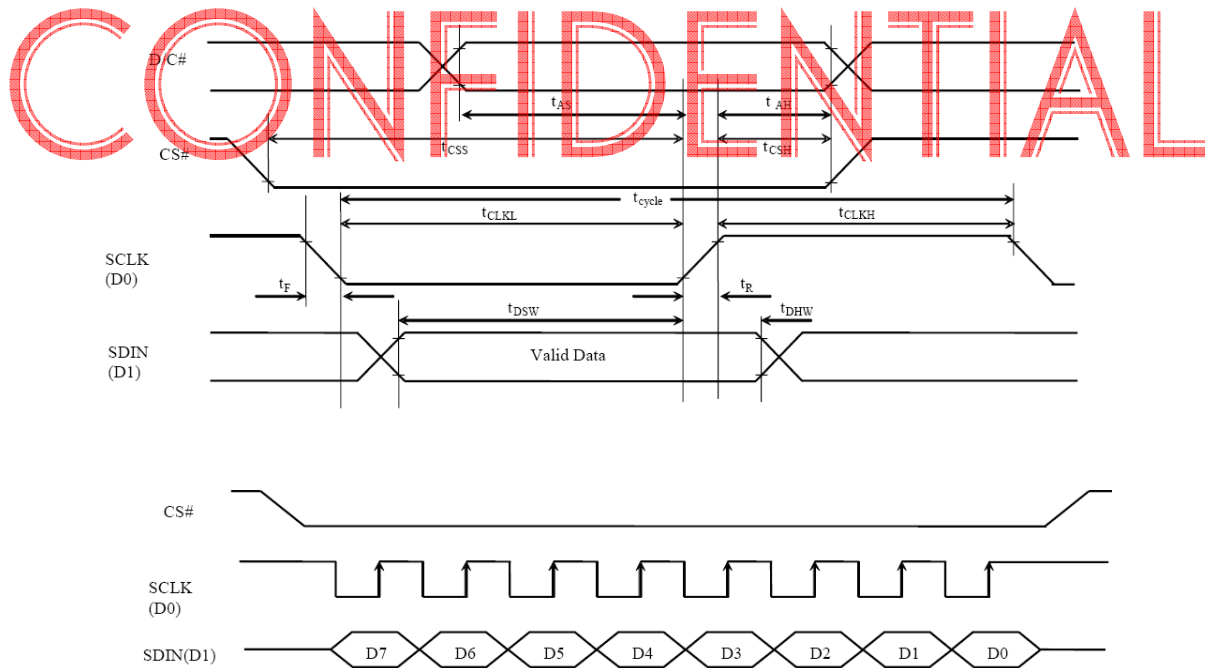 CONFIDENTIAL
D/C#
tAS
tAH
CS#
tCSS
tCSH
tcycle
tCLKL
tCLKH
SCLK
(D0)
tF
tR
tDSW
tDHW
SDIN
(D1)
Valid Data
CS#
SCLK
(D0)
SDIN(D1)
D7 D6 D5 D4 D3 D2 D1 D0